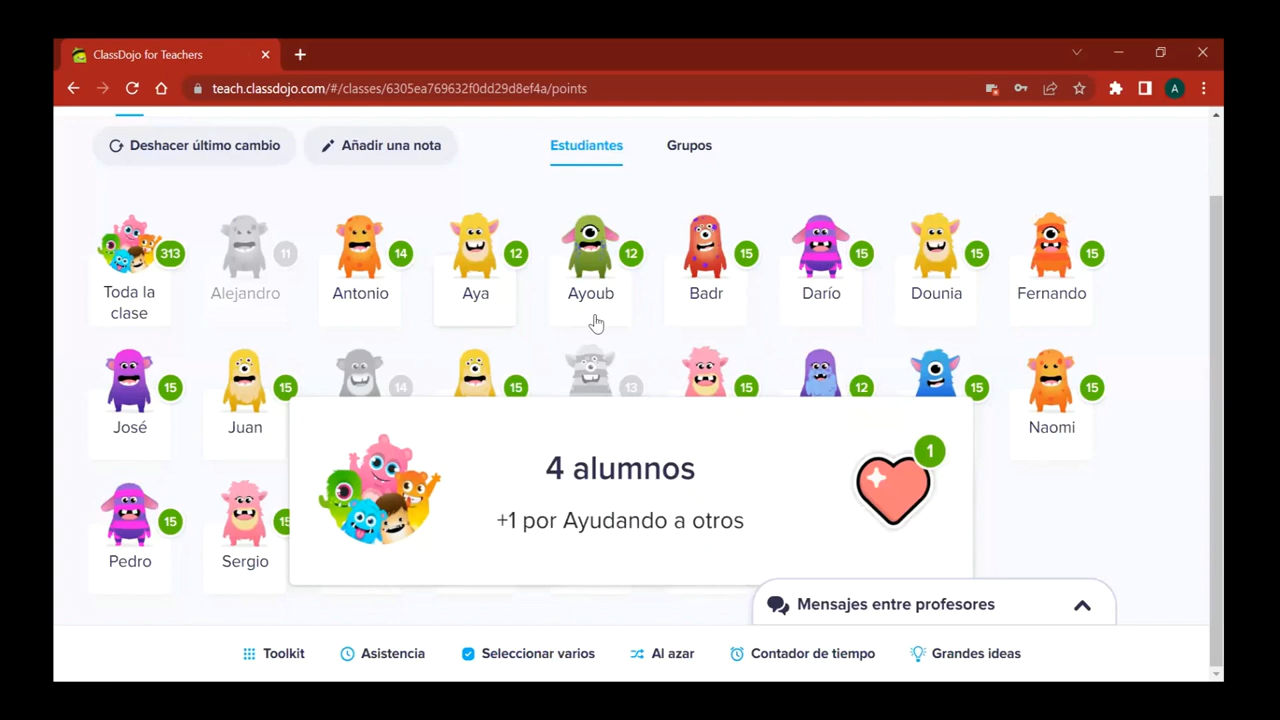 ClassDojo for Teachers
teach.classdojo.com/#/classes/6305ea769632f0dd29d8ef4a/points
A
Deshacer último cambio
Añadir una nota
Estudiantes
Grupos
313
11
14
12
12
15
15
15
15
Toda la clase
Alejandro
Antonio
Aya
Ayoub
Badr
Darío
Dounia
Fernando
15
15
14
15
13
15
12
15
15
José
Juan
Naomi
4 alumnos
+1 por Ayudando a otros
1
15
15
Pedro
Sergio
Mensajes entre profesores
Toolkit
Asistencia
Seleccionar varios
Al azar
Contador de tiempo
Grandes ideas